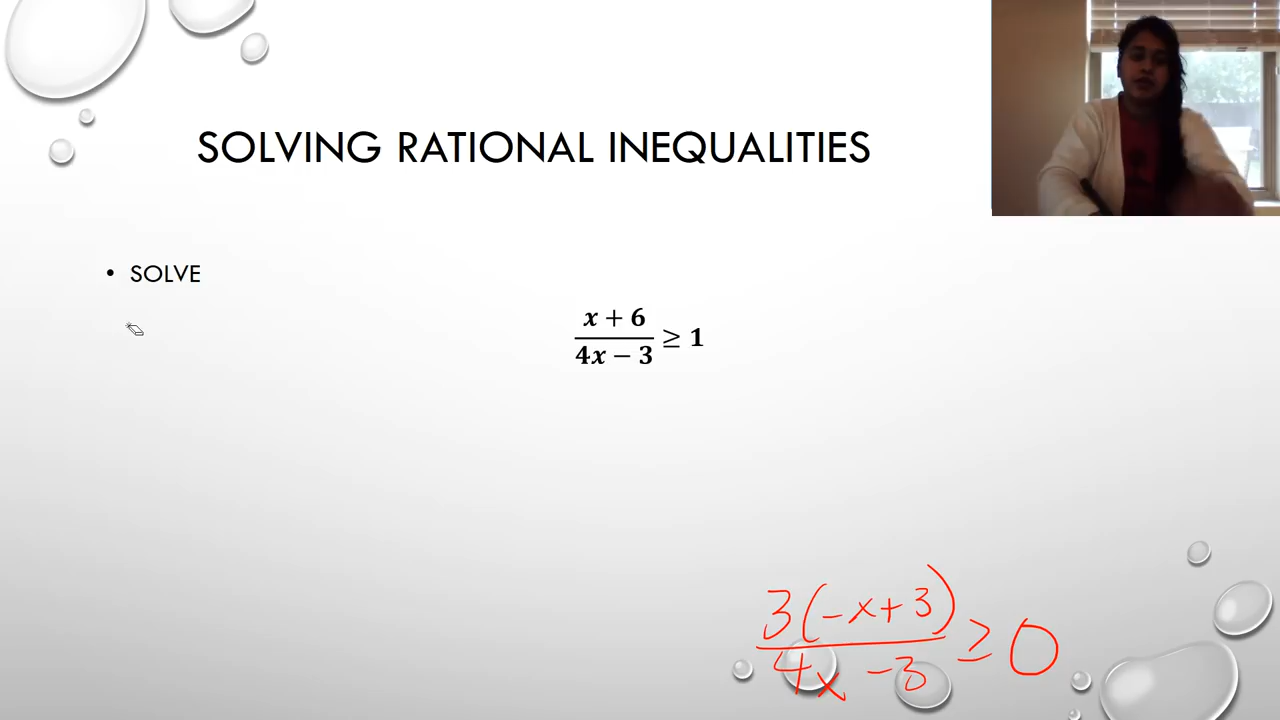 SOLVING RATIONAL INEQUALITIES
• SOLVE
x + 6
4x − 3
≥ 1
3(-x+3)
4x -3
≥ 0